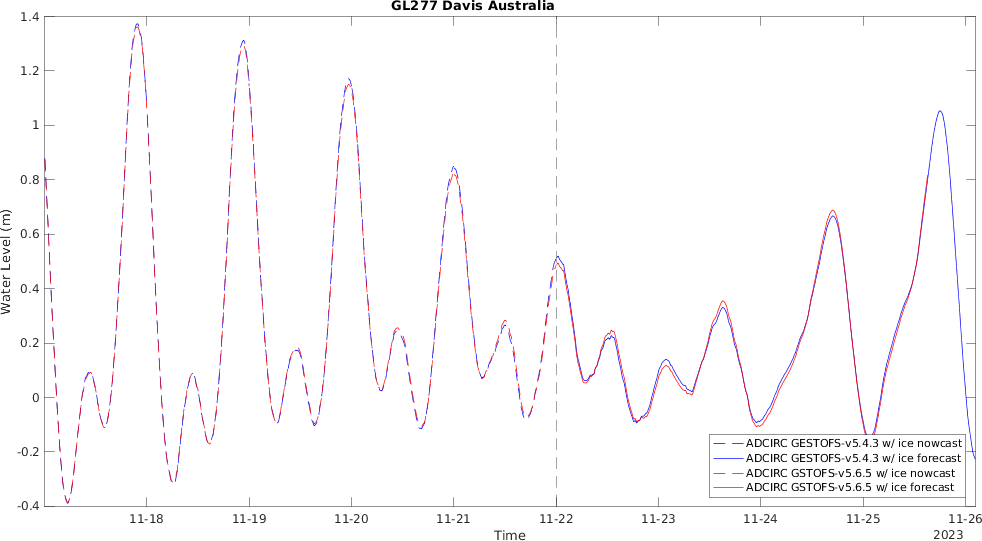 GL277 Davis Australia
1.4
1.2
1
0.8
0.6
0.4
0.2
0
-0.2
-0.4
Water Level (m)
ADCIRC GESTOFS-v5.4.3 w/ ice nowcast
ADCIRC GESTOFS-v5.4.3 w/ ice forecast
ADCIRC GSTOFS-v5.6.5 w/ ice nowcast
ADCIRC GSTOFS-v5.6.5 w/ ice forecast
11-18 11-19 11-20 11-21 11-22 11-23 11-24 11-25 11-26
Time 2023